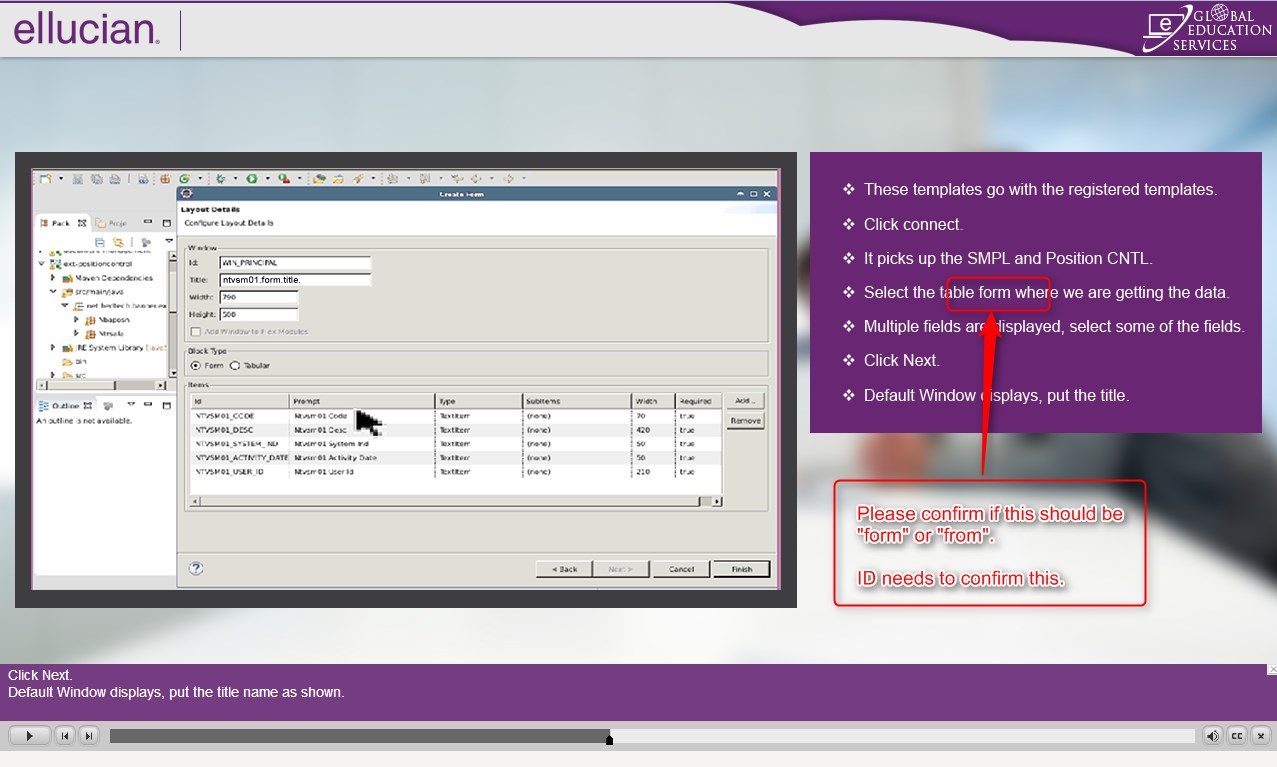 ellucian.
GLOBAL
EDUCATION
SERVICES
Create Form
Pack
Layout Details
Configure Layout Details
Window
Id: WIN_PRINCIPAL
Title: ntvsm01.form.title.
Width: 790
Height: 500
Add Window to Flex Modules
Block Type
Form Tabular
Items
Id Prompt Type Subitems Width Required
NTVSM01_CODE Ntvsm01 Code TextItem (none) 70 true
NTVSM01_DESC Ntvsm01 Desc TextItem (none) 420 true
NTVSM01_SYSTEM_IND Ntvsm01 System Ind TextItem (none) 50 true
NTVSM01_ACTIVITY_DATE Ntvsm01 Activity Date TextItem (none) 50 true
NTVSM01_USER_ID Ntvsm01 User Id TextItem (none) 210 true
Add...
Remove
< Back Next > Cancel Finish
ext-positioncontrol
Maven Dependencies
src/main/java
Nbaposn
JRE System Library
bin
src
Outline
An outline is not available.
❖ These templates go with the registered templates.
❖ Click connect.
❖ It picks up the SMPL and Position CNTL.
❖ Select the table form where we are getting the data.
❖ Multiple fields are displayed, select some of the fields.
❖ Click Next.
❖ Default Window displays, put the title.
Please confirm if this should be
"form" or "from".
ID needs to confirm this.
Click Next.
Default Window displays, put the title name as shown.
CC